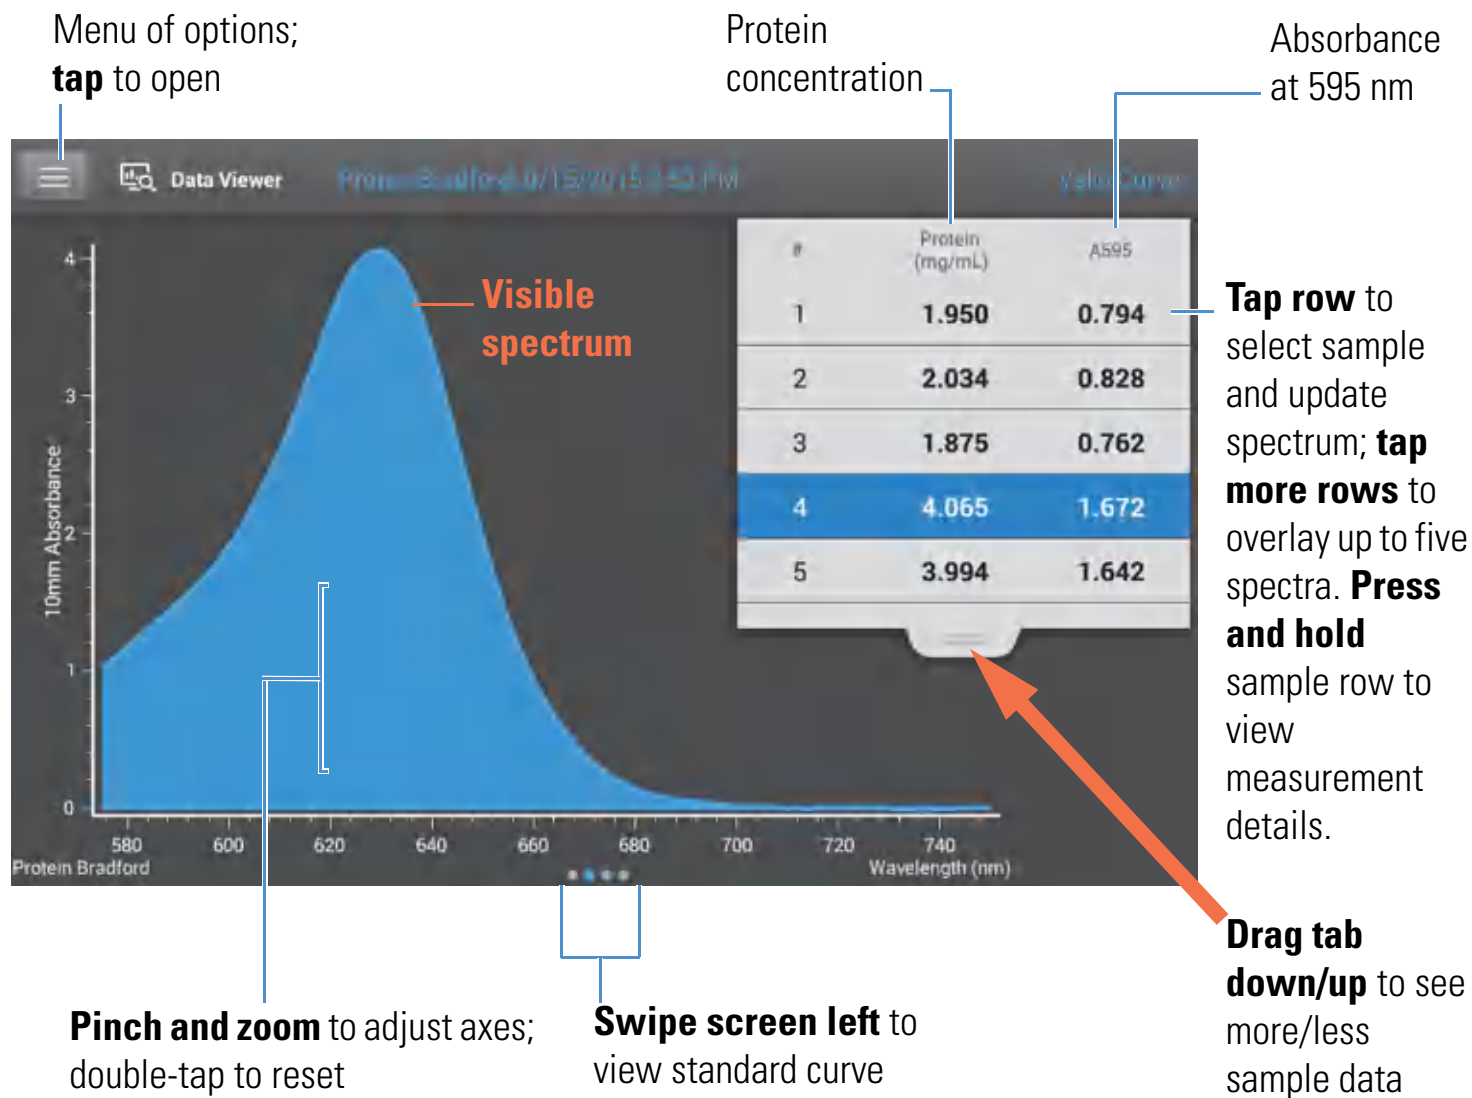 Menu of options;
tap to open
Protein
concentration
Absorbance
at 595 nm
Data Viewer
Protein
#
Protein
(mg/mL)
A595
1 1.950 0.794
2 2.034 0.828
3 1.875 0.762
4 4.065 1.672
5 3.994 1.642
Visible
spectrum
10mm Absorbance
4
3
2
1
0
580 600 620 640 660 680 700 720 740
Protein Bradford
Wavelength (nm)
Tap row to
select sample
and update
spectrum; tap
more rows to
overlay up to five
spectra. Press
and hold
sample row to
view
measurement
details.
Drag tab
down/up to see
more/less
sample data
Pinch and zoom to adjust axes;
double-tap to reset
Swipe screen left to
view standard curve